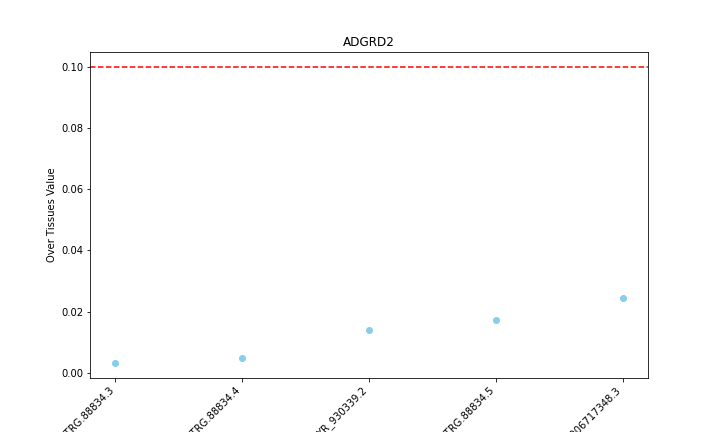 ADGRD2
Over Tissues Value
0.10
0.08
0.06
0.04
0.02
0.00
TRG.88834.3
TRG.88834.4
XR_930339.2
TRG.88834.5
006717348.3